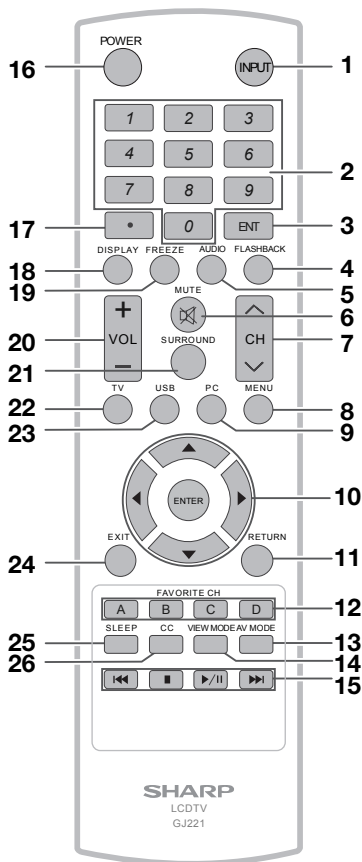 POWER
16
INPUT
1
1 2 3
4 5 6
2
7 8 9
17
• 0 ENT
3
DISPLAY FREEZE AUDIO FLASHBACK
18
19
4
5
MUTE
6
+
VOL
−
20
CH
7
SURROUND
21
TV USB PC MENU
22
23
8
9
ENTER
10
EXIT RETURN
24
11
FAVORITE CH
A B C D
12
SLEEP CC VIEW MODE AV MODE
25
26
13
14
15
SHARP
LCDTV
GJ221